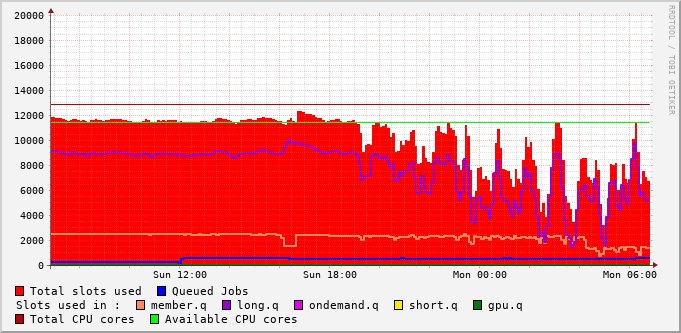 20000
18000
16000
14000
12000
10000
8000
6000
4000
2000
0
Sun 12:00 Sun 18:00 Mon 00:00 Mon 06:00
RRDTOOL / TOBI OETIKER
Total slots used Queued Jobs
Slots used in : member.q long.q ondemand.q short.q gpu.q
Total CPU cores Available CPU cores